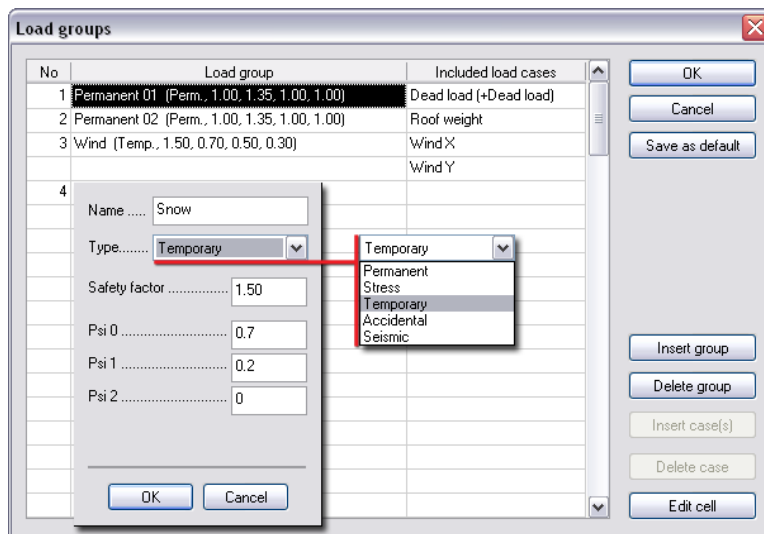 Load groups
No Load group Included load cases
1 Permanent 01 (Perm., 1.00, 1.35, 1.00, 1.00) Dead load (+Dead load)
2 Permanent 02 (Perm., 1.00, 1.35, 1.00, 1.00) Roof weight
3 Wind (Temp., 1.50, 0.70, 0.50, 0.30) Wind X
Wind Y
4
Name ..... Snow
Type........ Temporary
Safety factor ............... 1.50
Psi 0 .......................... 0.7
Psi 1 .......................... 0.2
Psi 2 .......................... 0
OK Cancel
Temporary
Permanent
Stress
Temporary
Accidental
Seismic
OK
Cancel
Save as default
Insert group
Delete group
Insert case(s)
Delete case
Edit cell